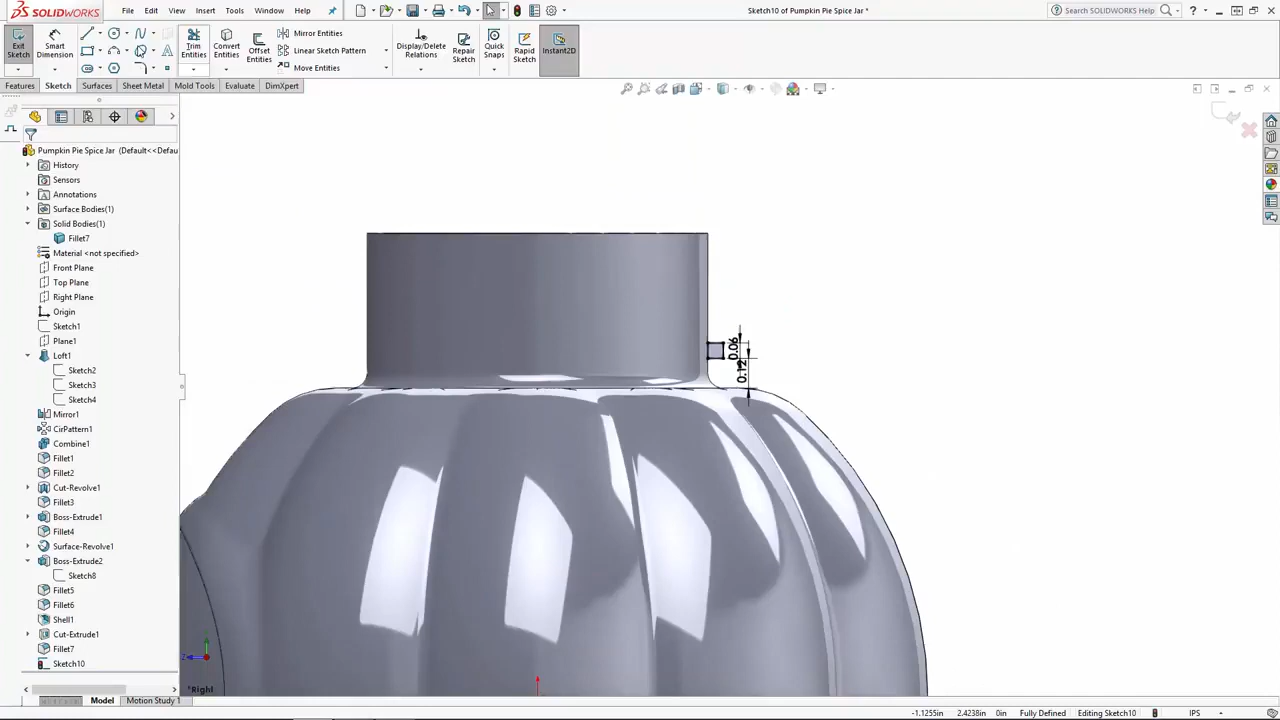 SOLIDWORKS
File
Edit
View
Insert
Tools
Window
Help
Sketch10 of Pumpkin Pie Spice Jar *
Search SOLIDWORKS Help
Exit Sketch
Smart Dimension
Trim Entities
Convert Entities
Offset Entities
Mirror Entities
Linear Sketch Pattern
Move Entities
Display/Delete Relations
Repair Sketch
Quick Snaps
Rapid Sketch
Instant2D
Features
Sketch
Surfaces
Sheet Metal
Mold Tools
Evaluate
DimXpert
Pumpkin Pie Spice Jar (Default<<Defau
History
Sensors
Annotations
Surface Bodies(1)
Solid Bodies(1)
Fillet7
Material <not specified>
Front Plane
Top Plane
Right Plane
Origin
Sketch1
Plane1
Loft1
Sketch2
Sketch3
Sketch4
Mirror1
CirPattern1
Combine1
Fillet1
Fillet2
Cut-Revolve1
Fillet3
Boss-Extrude1
Fillet4
Surface-Revolve1
Boss-Extrude2
Sketch8
Fillet5
Fillet6
Shell1
Cut-Extrude1
Fillet7
Sketch10
0.06
0.12
*Right
Model
Motion Study 1
-1.1255in
2.4238in
0in
Fully Defined
Editing Sketch10
IPS